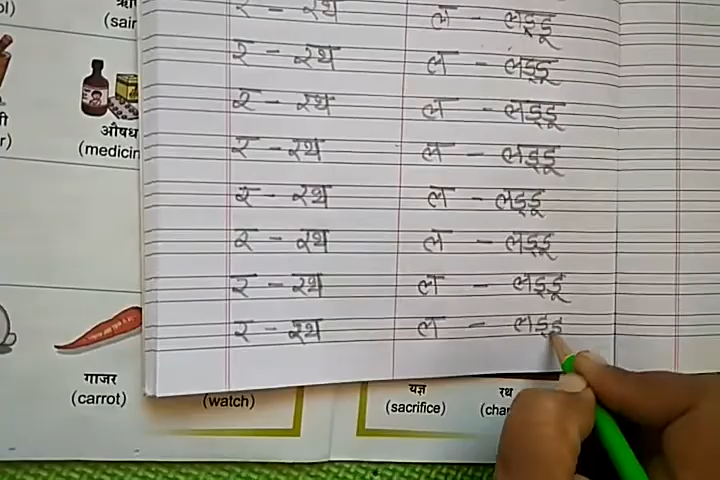 र - रथ ल - लड्डू
र - रथ ल - लड्डू
र - रथ ल - लड्डू
र - रथ ल - लड्डू
र - रथ ल - लड्डू
र - रथ ल - लड्डू
र - रथ ल - लड्डू
र - रथ ल - लड्ड
औषध
(medicin
गाजर
(carrot)
(watch)
यज्ञ
(sacrifice)
रथ
(cha